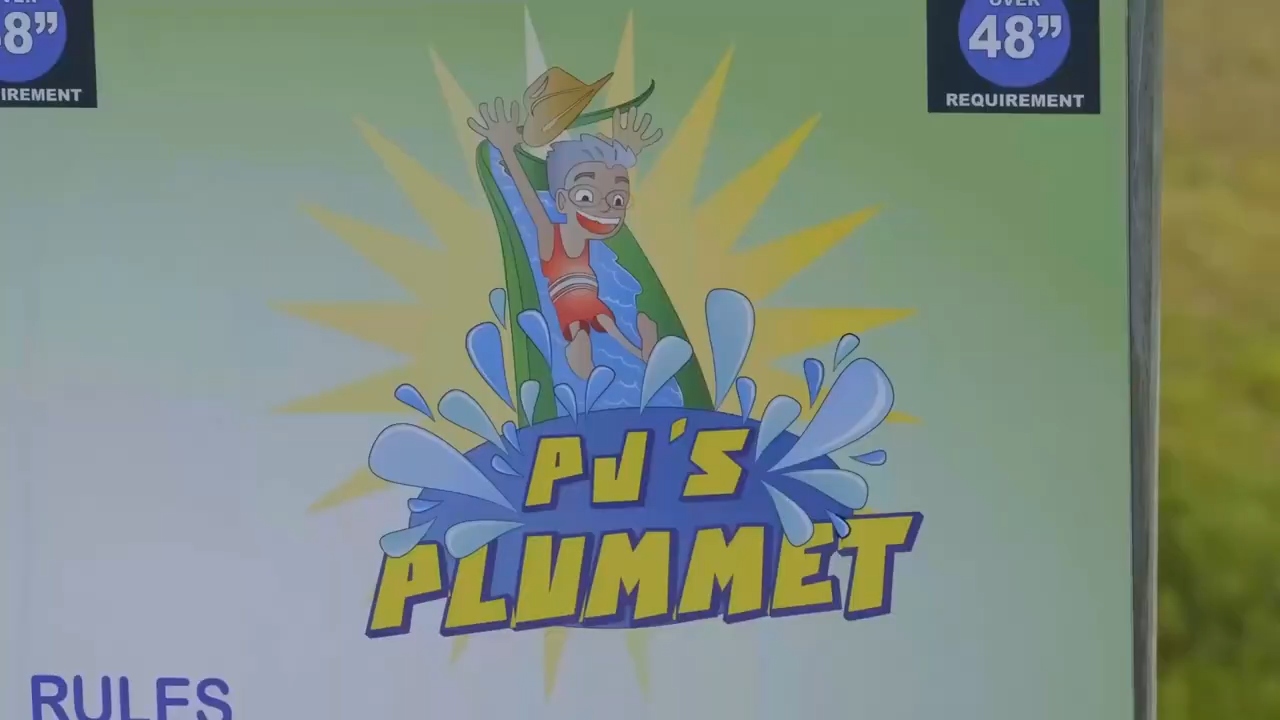 OVER
48”
REQUIREMENT
8”
IREMENT
PJ'S
PLUMMET
RULES